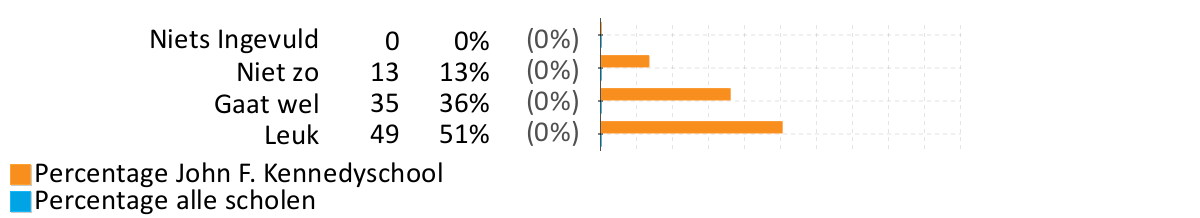 Niets Ingevuld 0 0% (0%)
Niet zo 13 13% (0%)
Gaat wel 35 36% (0%)
Leuk 49 51% (0%)
Percentage John F. Kennedyschool
Percentage alle scholen